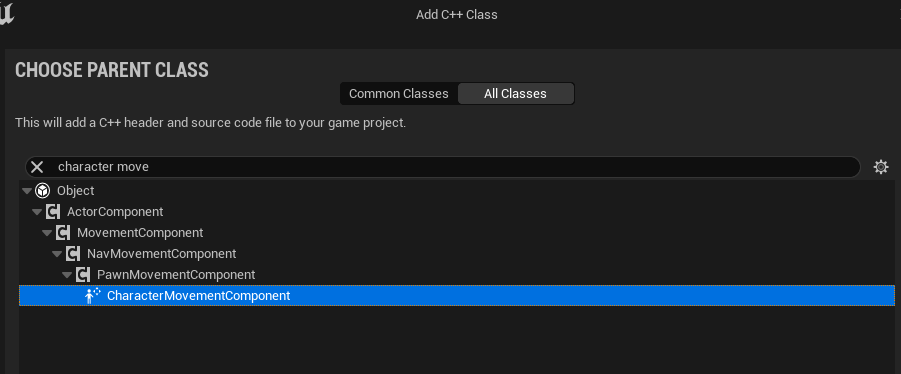 Add C++ Class
CHOOSE PARENT CLASS
Common Classes
All Classes
This will add a C++ header and source code file to your game project.
character move
Object
ActorComponent
MovementComponent
NavMovementComponent
PawnMovementComponent
CharacterMovementComponent